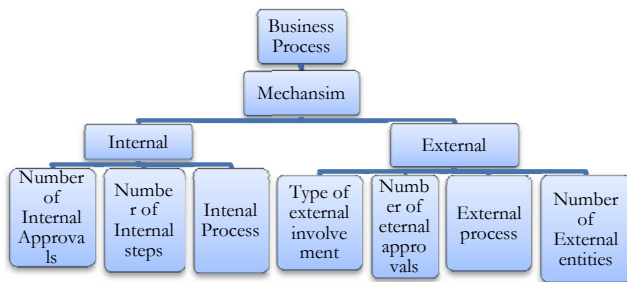 Business
Process
Mechansim
Internal
External
Number
of
Internal
Approva
ls
Numbe
r of
Internal
steps
Intenal
Process
Type of
external
involve
ment
Numb
er of
eternal
appro
vals
External
process
Number
of
External
entities